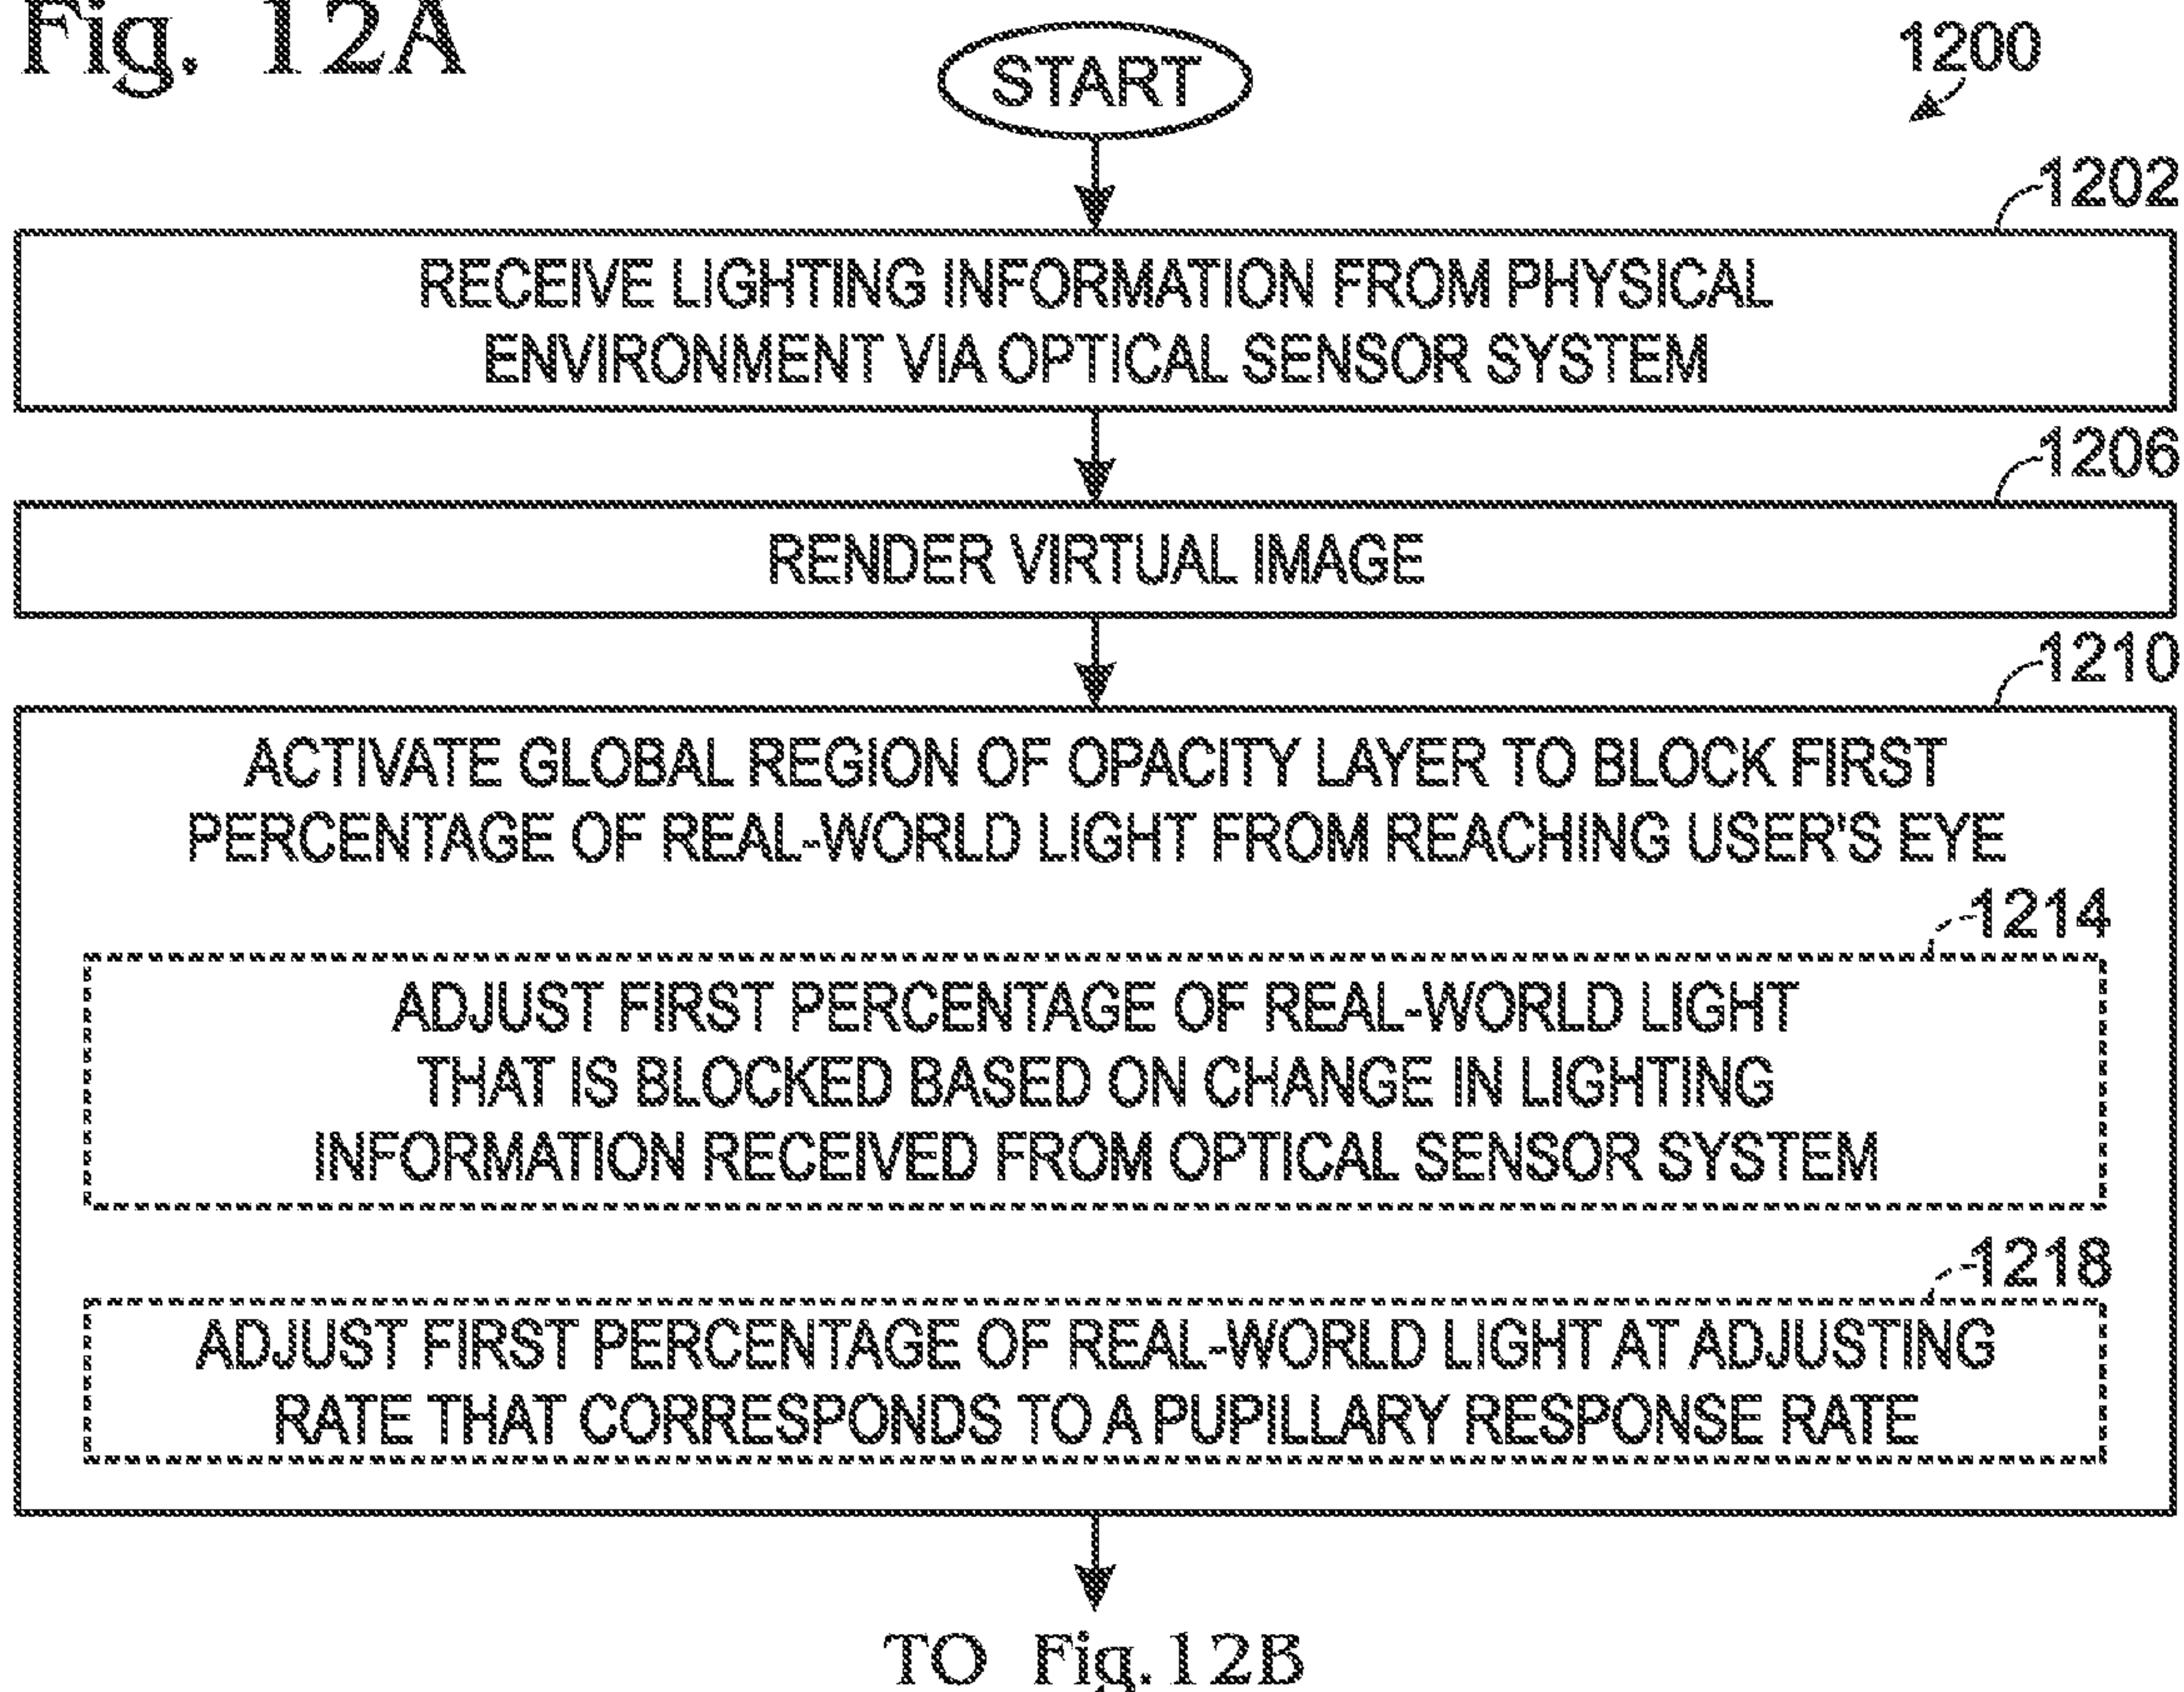 Fig. 12A
START
1200
1202
RECEIVE LIGHTING INFORMATION FROM PHYSICAL
ENVIRONMENT VIA OPTICAL SENSOR SYSTEM
1206
RENDER VIRTUAL IMAGE
1210
ACTIVATE GLOBAL REGION OF OPACITY LAYER TO BLOCK FIRST
PERCENTAGE OF REAL-WORLD LIGHT FROM REACHING USER'S EYE
1214
ADJUST FIRST PERCENTAGE OF REAL-WORLD LIGHT
THAT IS BLOCKED BASED ON CHANGE IN LIGHTING
INFORMATION RECEIVED FROM OPTICAL SENSOR SYSTEM
1218
ADJUST FIRST PERCENTAGE OF REAL-WORLD LIGHT AT ADJUSTING
RATE THAT CORRESPONDS TO A PUPILLARY RESPONSE RATE
TO Fig.12B